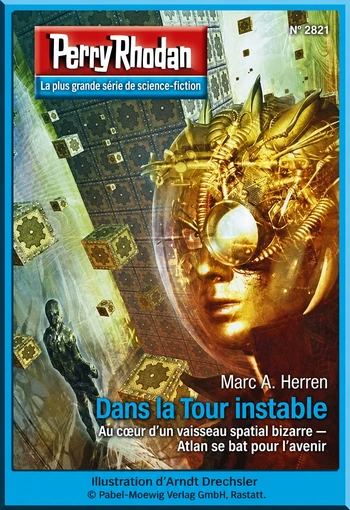 Perry Rhodan
N° 2821
La plus grande série de science-fiction
Marc A. Herren
Dans la Tour instable
Au cœur d'un vaisseau spatial bizarre —
Atlan se bat pour l'avenir
Illustration d'Arndt Drechsler
© Pabel-Moewig Verlag GmbH, Rastatt.